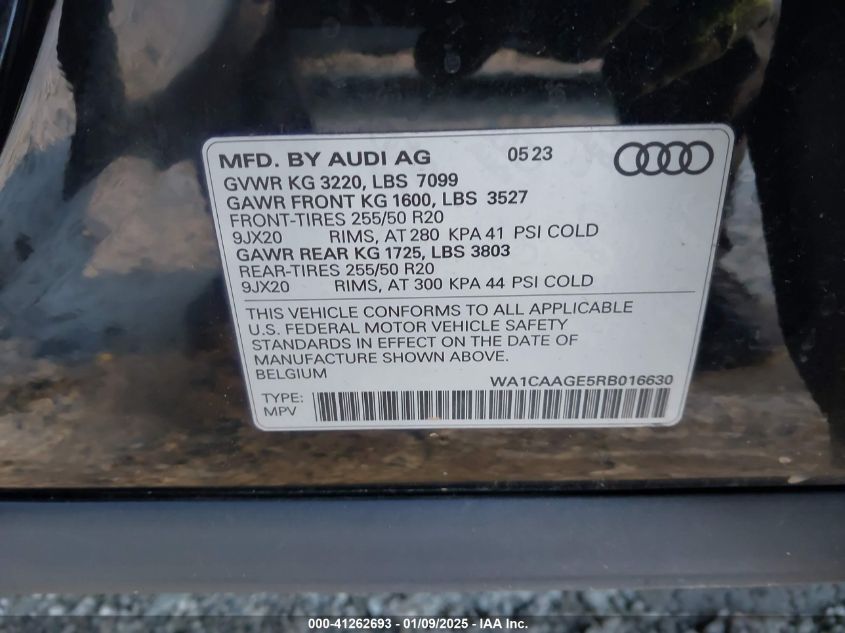 MFD. BY AUDI AG 05 23
GVWR KG 3220, LBS 7099
GAWR FRONT KG 1600, LBS 3527
FRONT-TIRES 255/50 R20
9JX20 RIMS, AT 280 KPA 41 PSI COLD
GAWR REAR KG 1725, LBS 3803
REAR-TIRES 255/50 R20
9JX20 RIMS, AT 300 KPA 44 PSI COLD
THIS VEHICLE CONFORMS TO ALL APPLICABLE
U.S. FEDERAL MOTOR VEHICLE SAFETY
STANDARDS IN EFFECT ON THE DATE OF
MANUFACTURE SHOWN ABOVE.
BELGIUM WA1CAAGE5RB016630
TYPE:
MPV
000-41262693 - 01/09/2025 - IAA Inc.